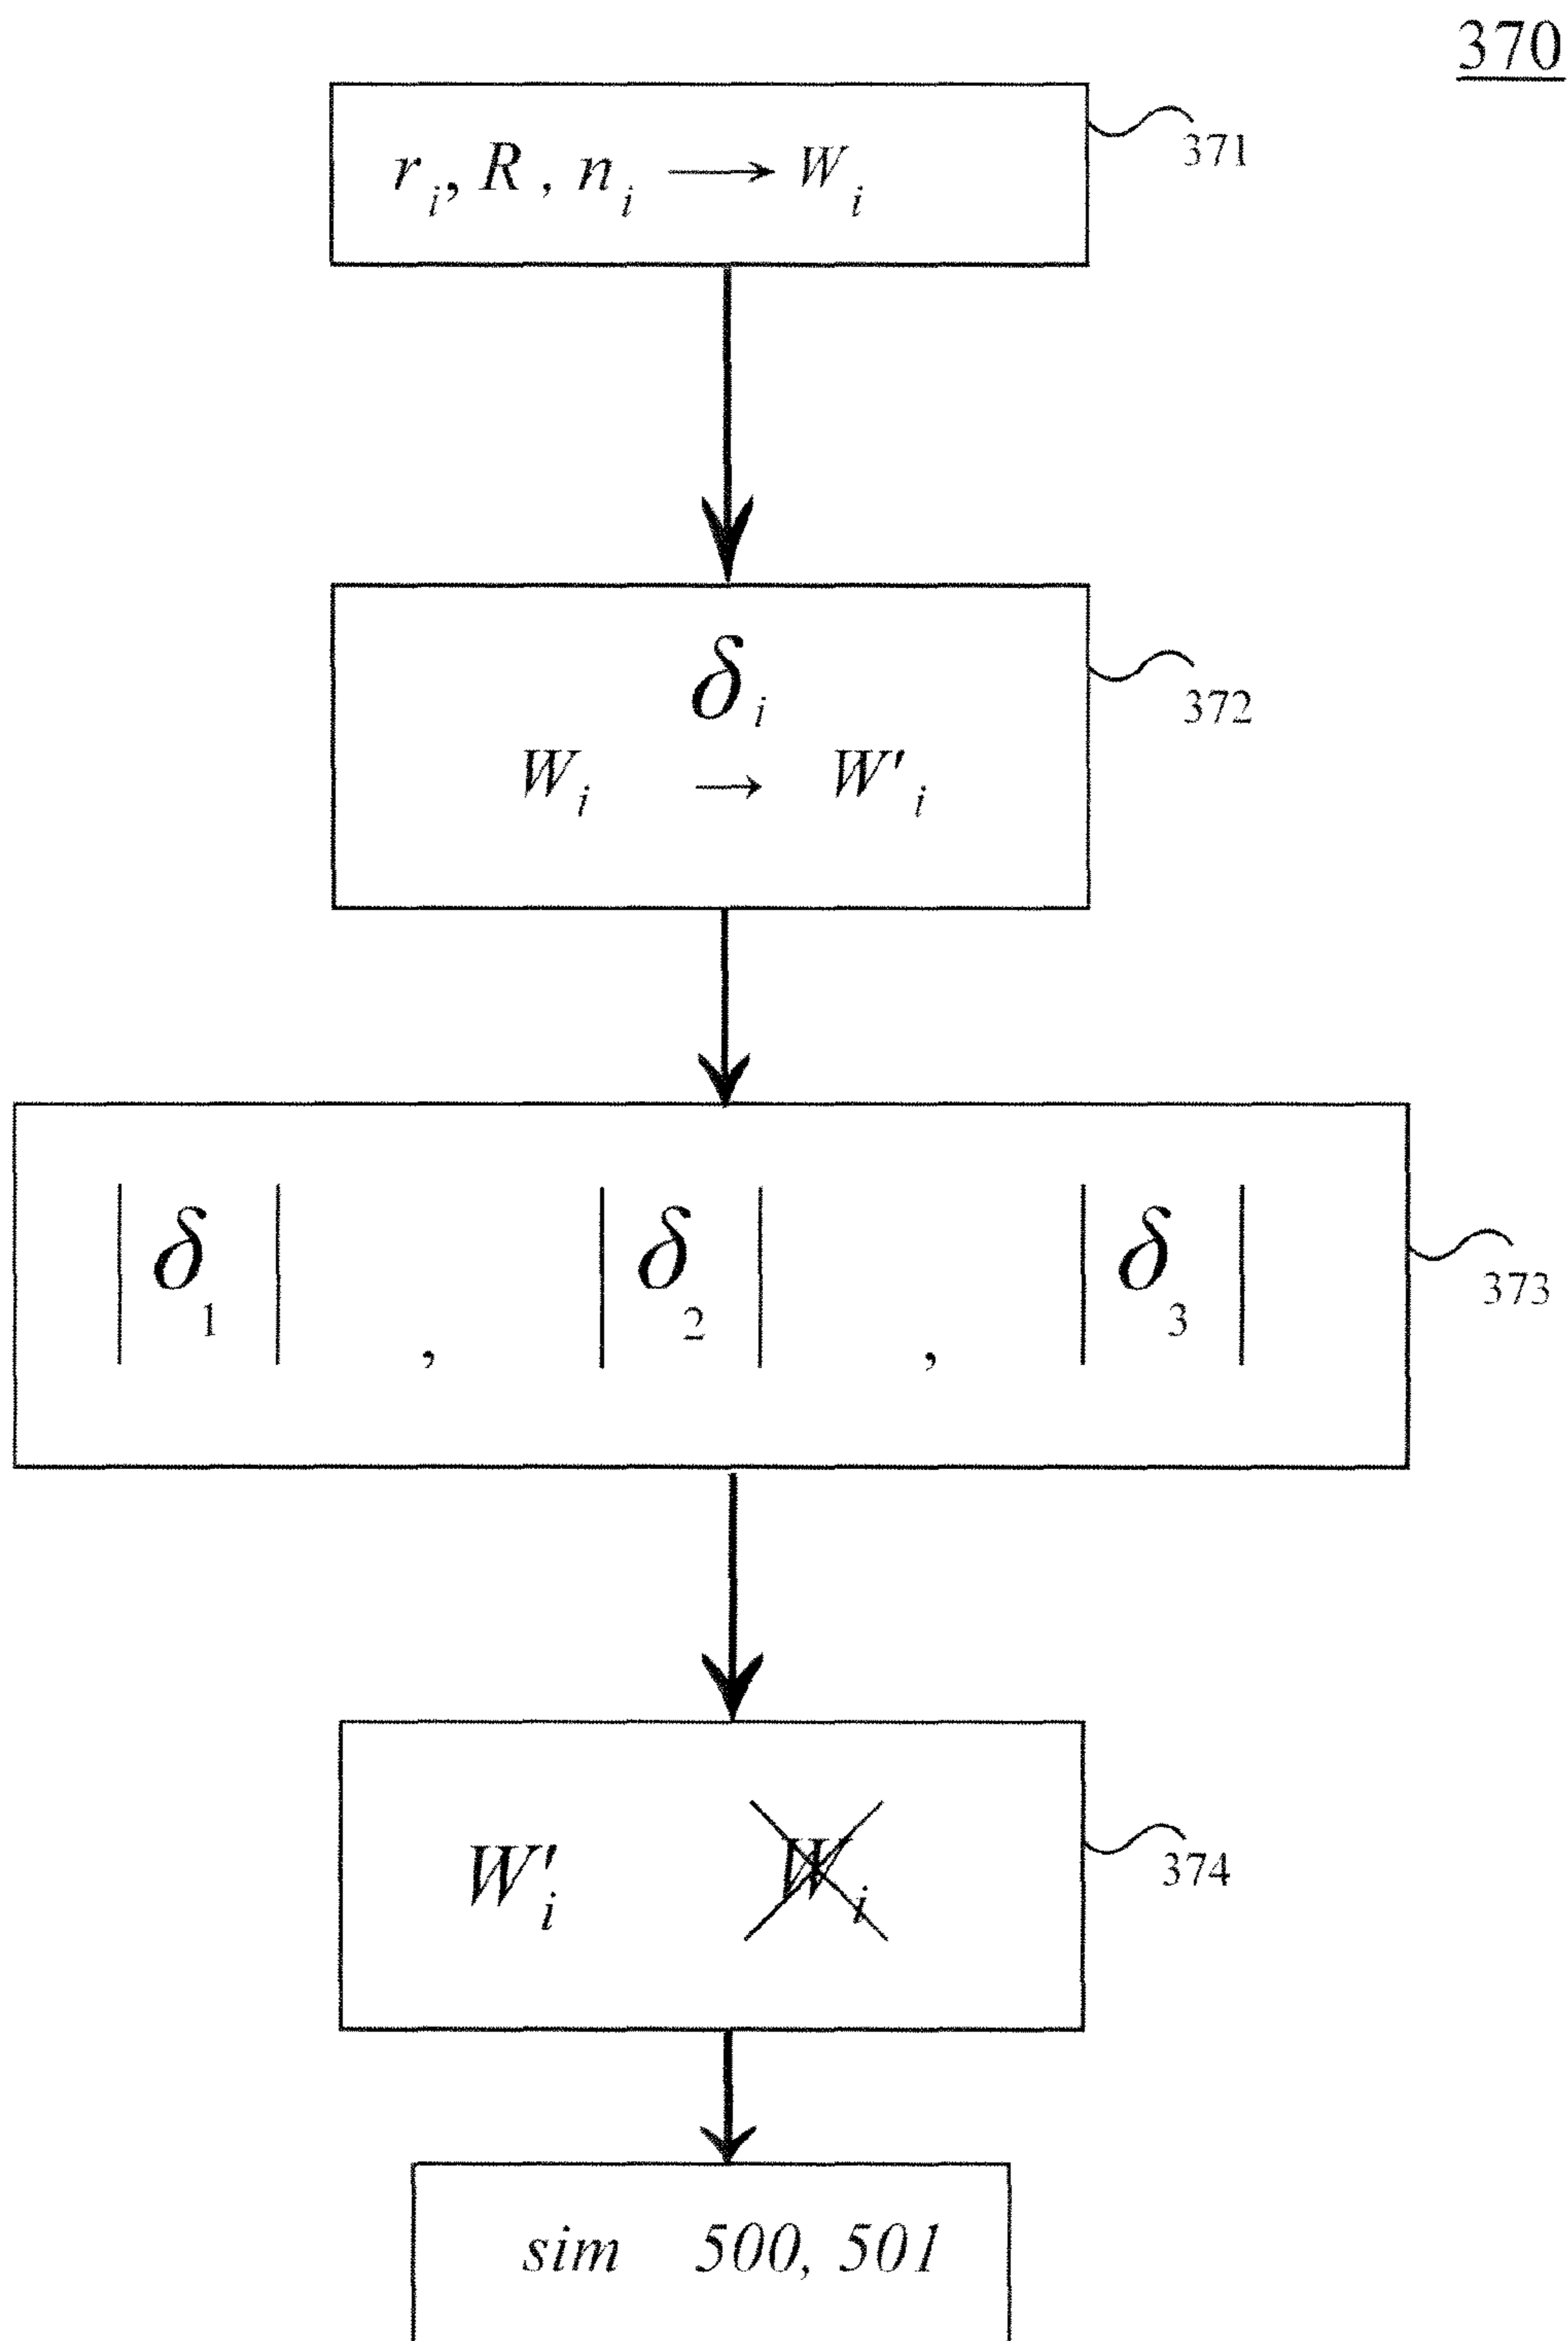 370
r_i, R, n_i → W_i
371
δ_i
W_i → W'_i
372
|δ_1|, |δ_2|, |δ_3|
373
W'_i W_i
374
sim 500, 501